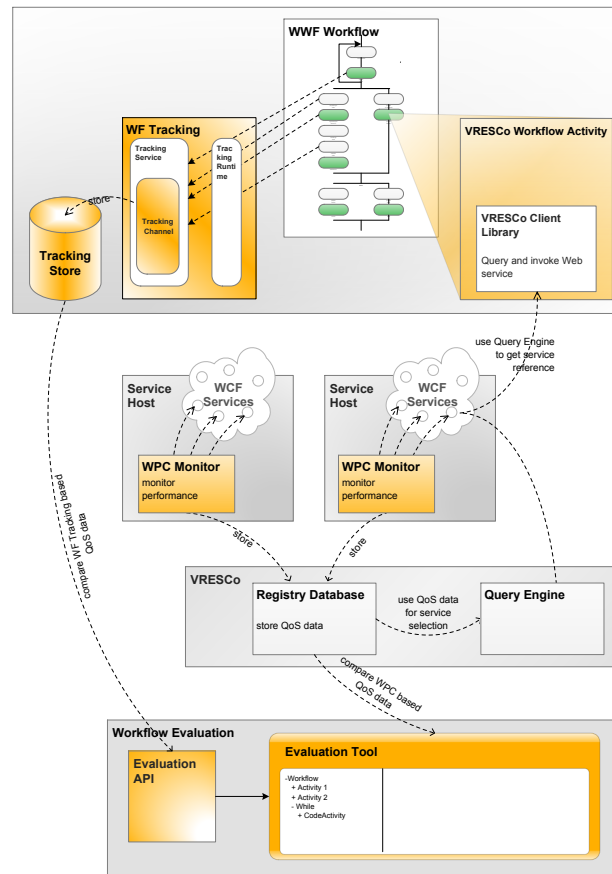 WWF Workflow
WF Tracking
Tracking
Service
Trac
king
Runti
me
Tracking
Channel
store
Tracking
Store
VRESCo Workflow Activity
VRESCo Client
Library
Query and invoke Web
service
use Query Engine
to get service
reference
Service
Host
WCF
Services
WPC Monitor
monitor
performance
Service
Host
WCF
Services
WPC Monitor
monitor
performance
store
store
compare WF Tracking based
QoS data
VRESCo
Registry Database
store QoS data
use QoS data
for service
selection
Query Engine
compare WPC based
QoS data
Workflow Evaluation
Evaluation
API
Evaluation Tool
-Workflow
+ Activity 1
+ Activity 2
- While
+ CodeActivity